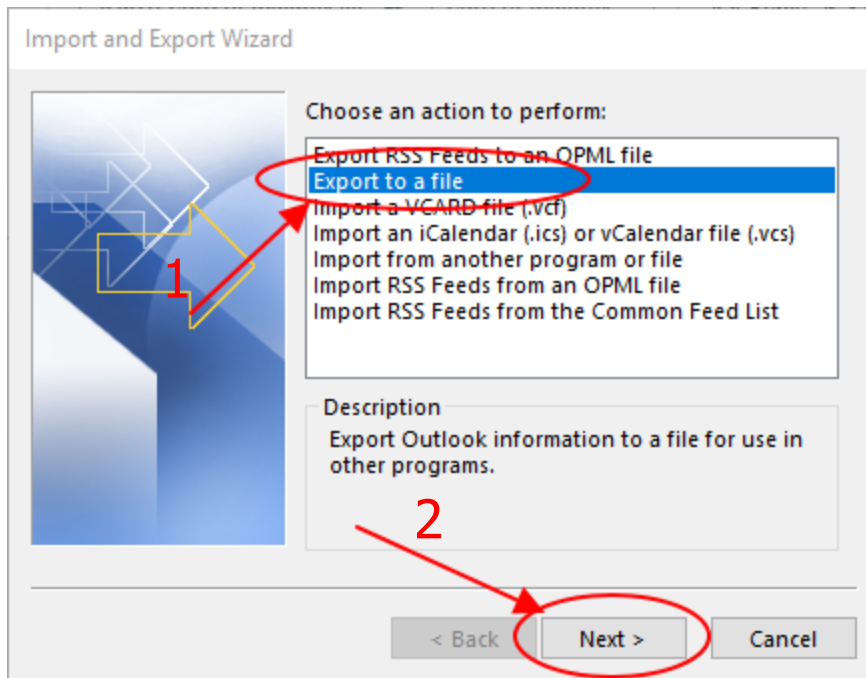 Import and Export Wizard
Choose an action to perform:
Export RSS Feeds to an OPML file
Export to a file
Import a VCARD file (.vcf)
Import an iCalendar (.ics) or vCalendar file (.vcs)
Import from another program or file
Import RSS Feeds from an OPML file
Import RSS Feeds from the Common Feed List
1
Description
Export Outlook information to a file for use in
other programs.
2
< Back
Next >
Cancel